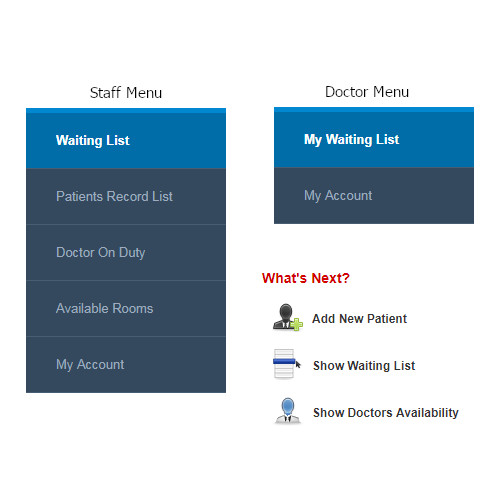 Staff Menu
Waiting List
Patients Record List
Doctor On Duty
Available Rooms
My Account
Doctor Menu
My Waiting List
My Account
What's Next?
Add New Patient
Show Waiting List
Show Doctors Availability